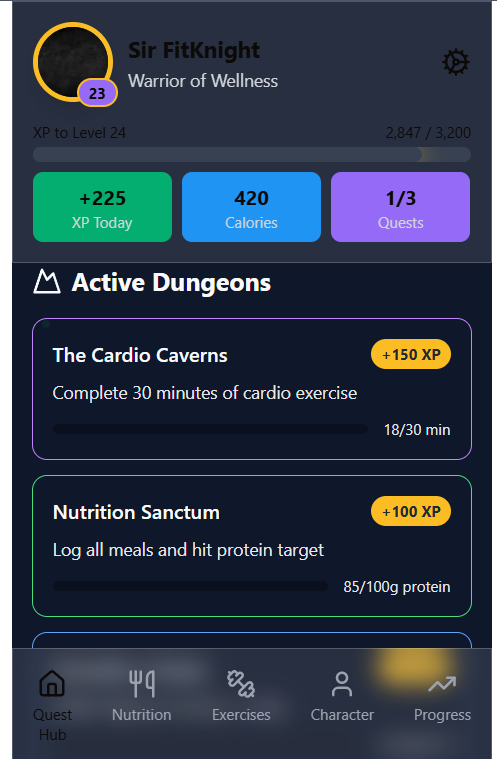 Sir FitKnight
Warrior of Wellness
23
XP to Level 24
2,847 / 3,200
+225
XP Today
420
Calories
1/3
Quests
Active Dungeons
The Cardio Caverns
+150 XP
Complete 30 minutes of cardio exercise
18/30 min
Nutrition Sanctum
+100 XP
Log all meals and hit protein target
85/100g protein
Quest
Hub
Nutrition
Exercises
Character
Progress